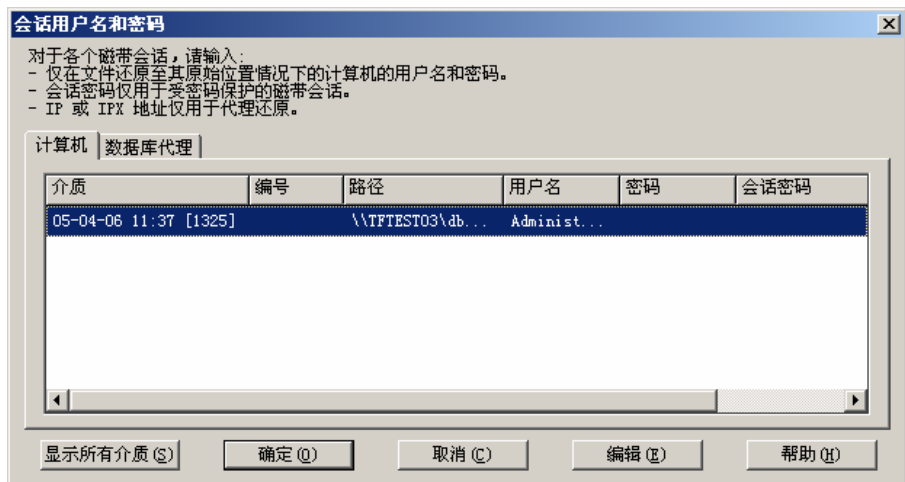 会话用户名和密码
对于各个磁带会话，请输入:
- 仅在文件还原至其原始位置情况下的计算机的用户名和密码。
- 会话密码仅用于受密码保护的磁带会话。
- IP 或 IPX 地址仅用于代理还原。
计算机 数据库代理
介质 编号 路径 用户名 密码 会话密码
05-04-06 11:37 [1325] \\TFTEST03\db... Administ...
显示所有介质(S) 确定(O) 取消(C) 编辑(E) 帮助(H)